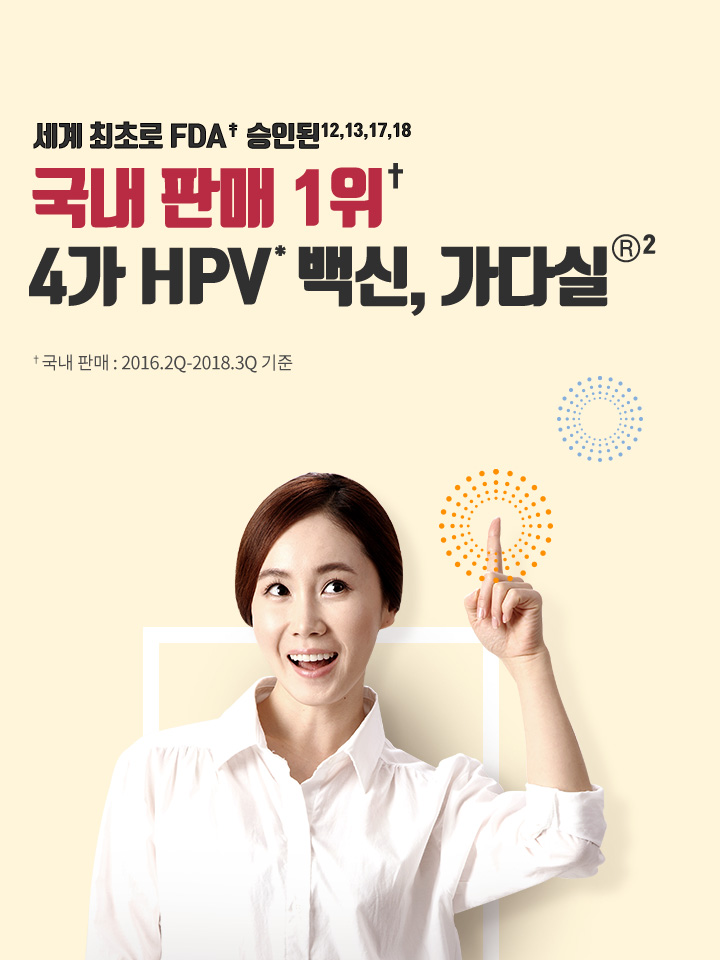 세계 최초로 FDA‡ 승인된12,13,17,18
국내 판매 1위†
4가 HPV* 백신, 가다실®2
†국내 판매 : 2016.2Q-2018.3Q 기준